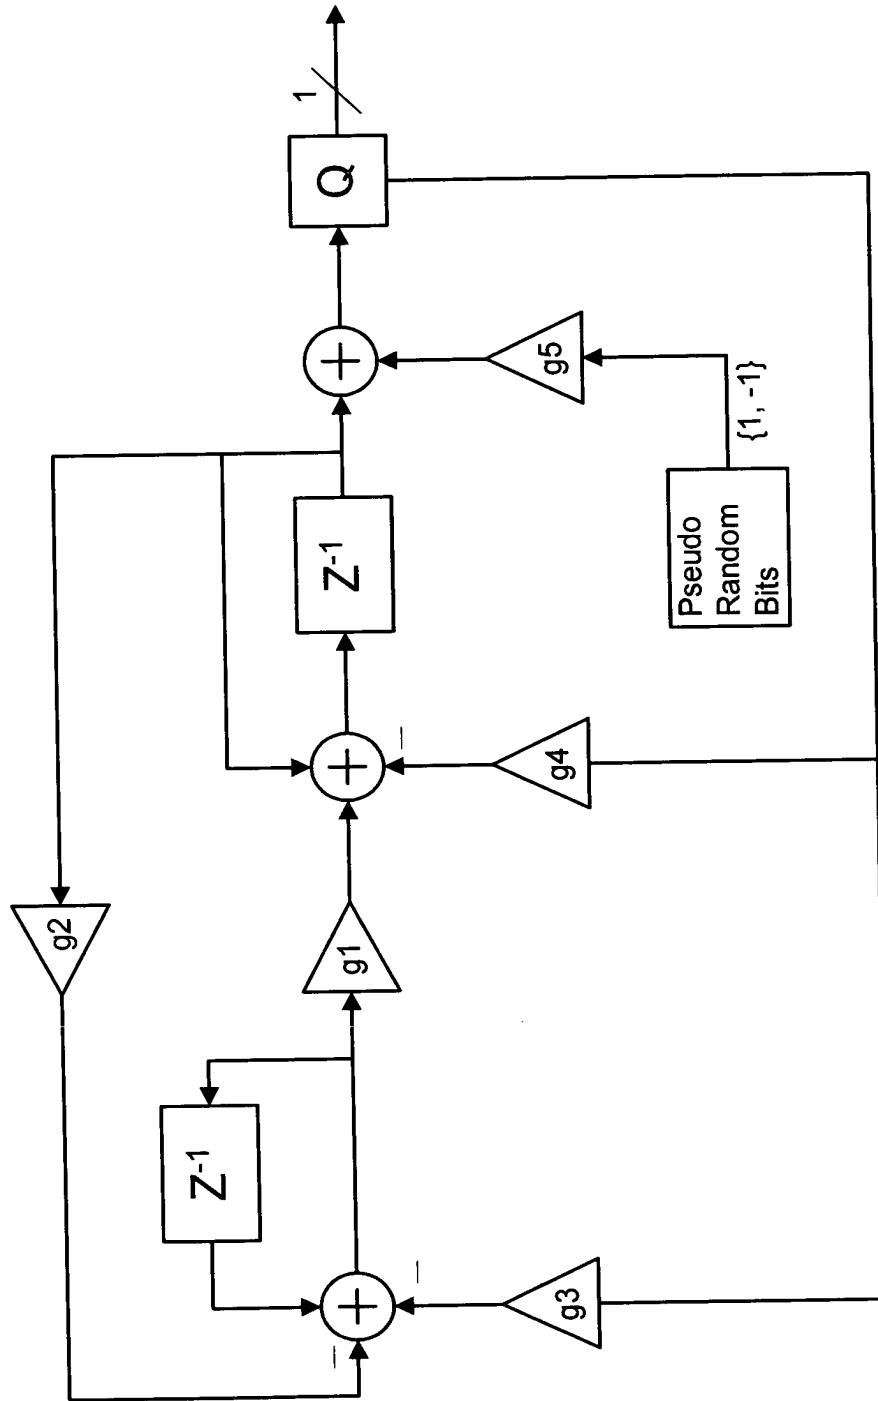 g2
Z-1
Z-1
+
g1
+
+
Q
1
–
–
–
g3
g4
g5
{1, -1}
Pseudo
Random
Bits